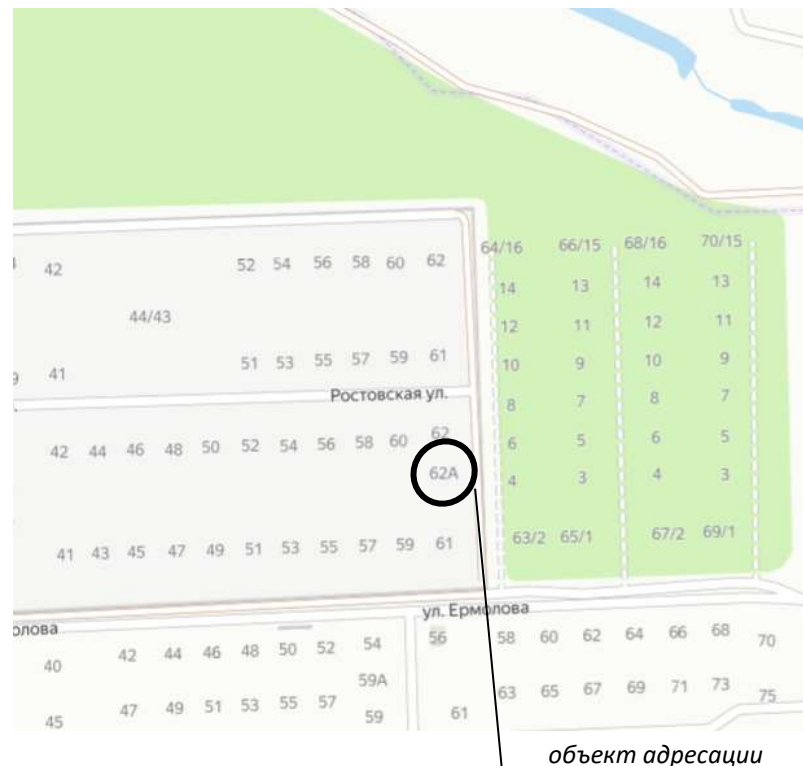 64/16 66/15 68/16 70/15
42 52 54 56 58 60 62
14 13 14 13
44/43
12 11 12 11
41 51 53 55 57 59 61
10 9 10 9
Ростовская ул.
8 7 8 7
42 44 46 48 50 52 54 56 58 60 62
6 5 6 5
62А
4 3 4 3
41 43 45 47 49 51 53 55 57 59 61
63/2 65/1 67/2 69/1
ул. Ермолова
олова
40 42 44 46 48 50 52 54 56 58 60 62 64 66 68 70
59А
45 47 49 51 53 55 57 59 61 63 65 67 69 71 73 75
объект адресации